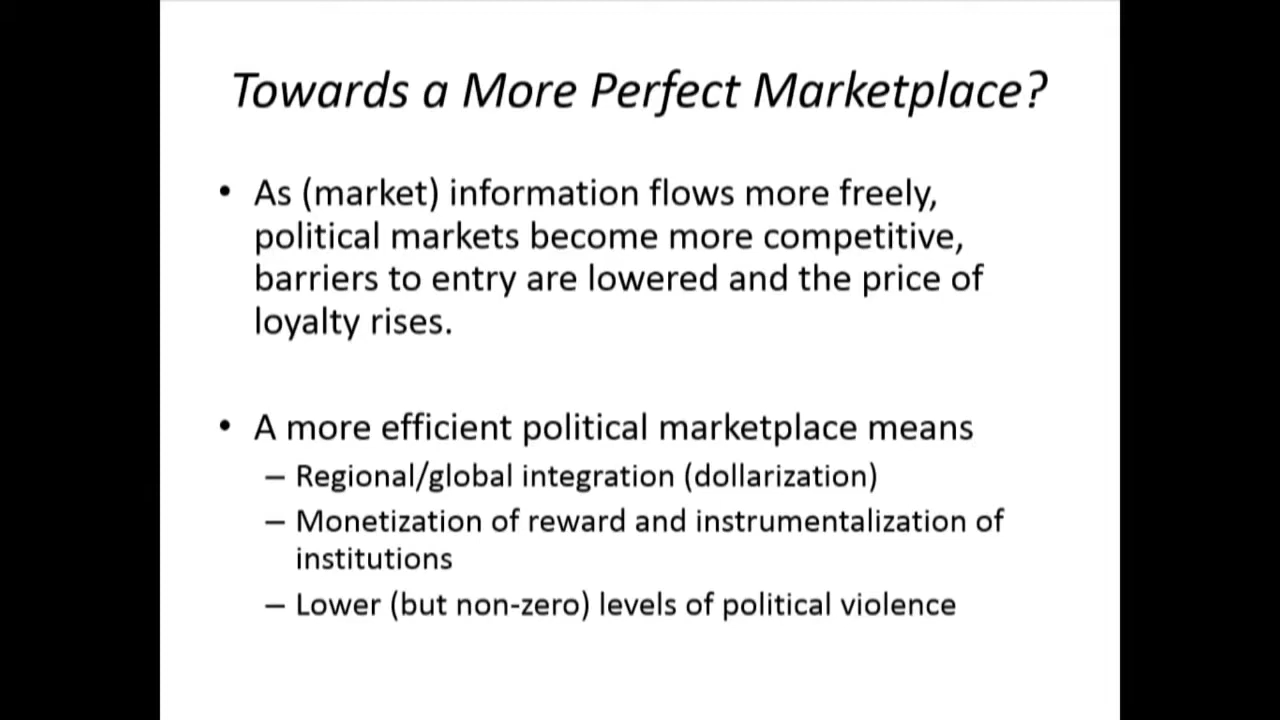 Towards a More Perfect Marketplace?
• As (market) information flows more freely,
political markets become more competitive,
barriers to entry are lowered and the price of
loyalty rises.
• A more efficient political marketplace means
– Regional/global integration (dollarization)
– Monetization of reward and instrumentalization of
institutions
– Lower (but non-zero) levels of political violence